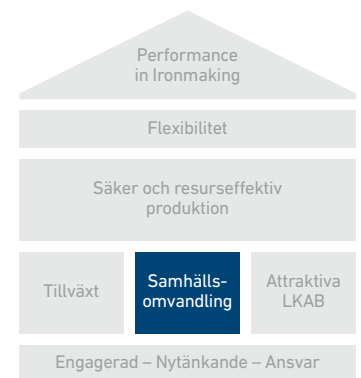 Performance
in Ironmaking
Flexibilitet
Säker och resurseffektiv
produktion
Tillväxt
Samhälls-
omvandling
Attraktiva
LKAB
Engagerad – Nytänkande – Ansvar